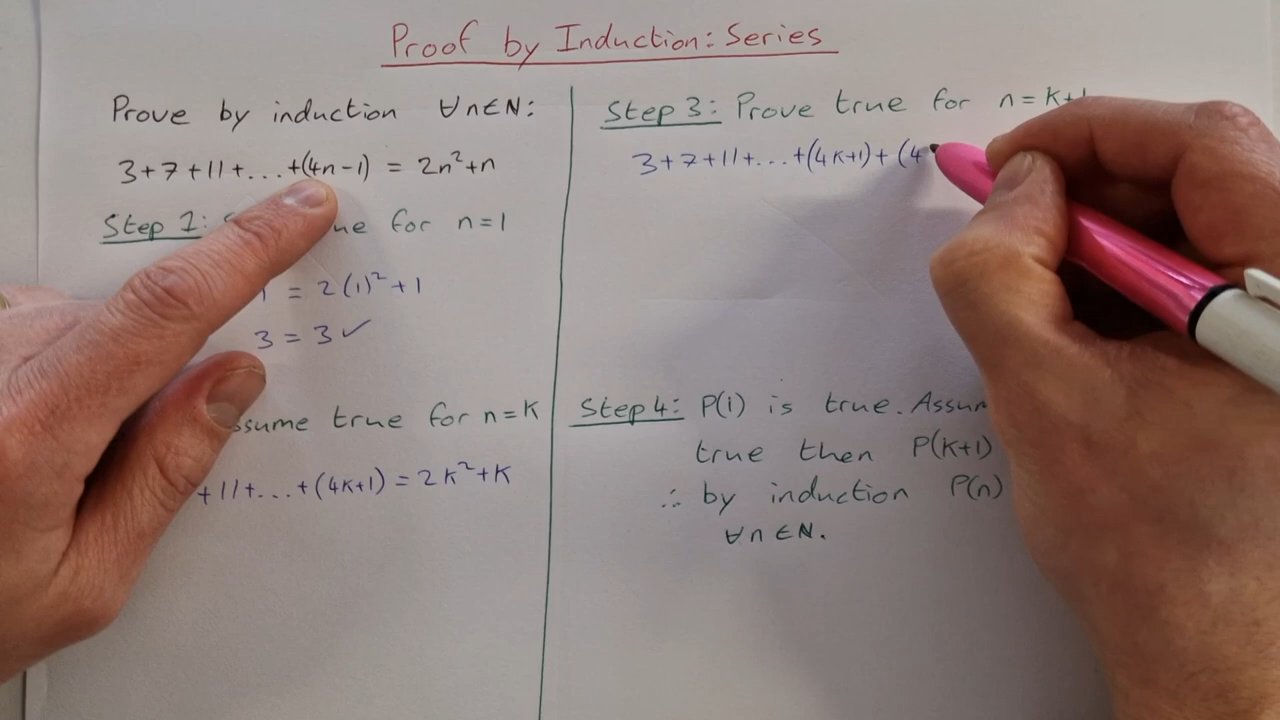 Proof by Induction: Series
Prove by induction ∀n∈N:
3+7+11+...+(4n-1) = 2n²+n
Step 1: for n=1
= 2(1)²+1
3 = 3 ✓
assume true for n=K
+11+...+(4K+1) = 2K²+K
Step 3: Prove true for n=K+1
3+7+11+...+(4K+1)+(4
Step 4: P(1) is true. Assum
true then P(K+1)
∴ by induction P(n)
∀n∈N.